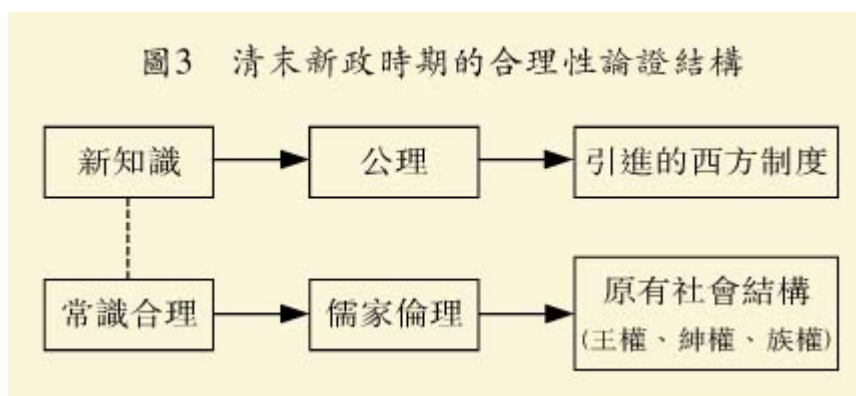 圖3 清末新政時期的合理性論證結構
新知識
公理
引進的西方制度
常識合理
儒家倫理
原有社會結構
(王權、紳權、族權)